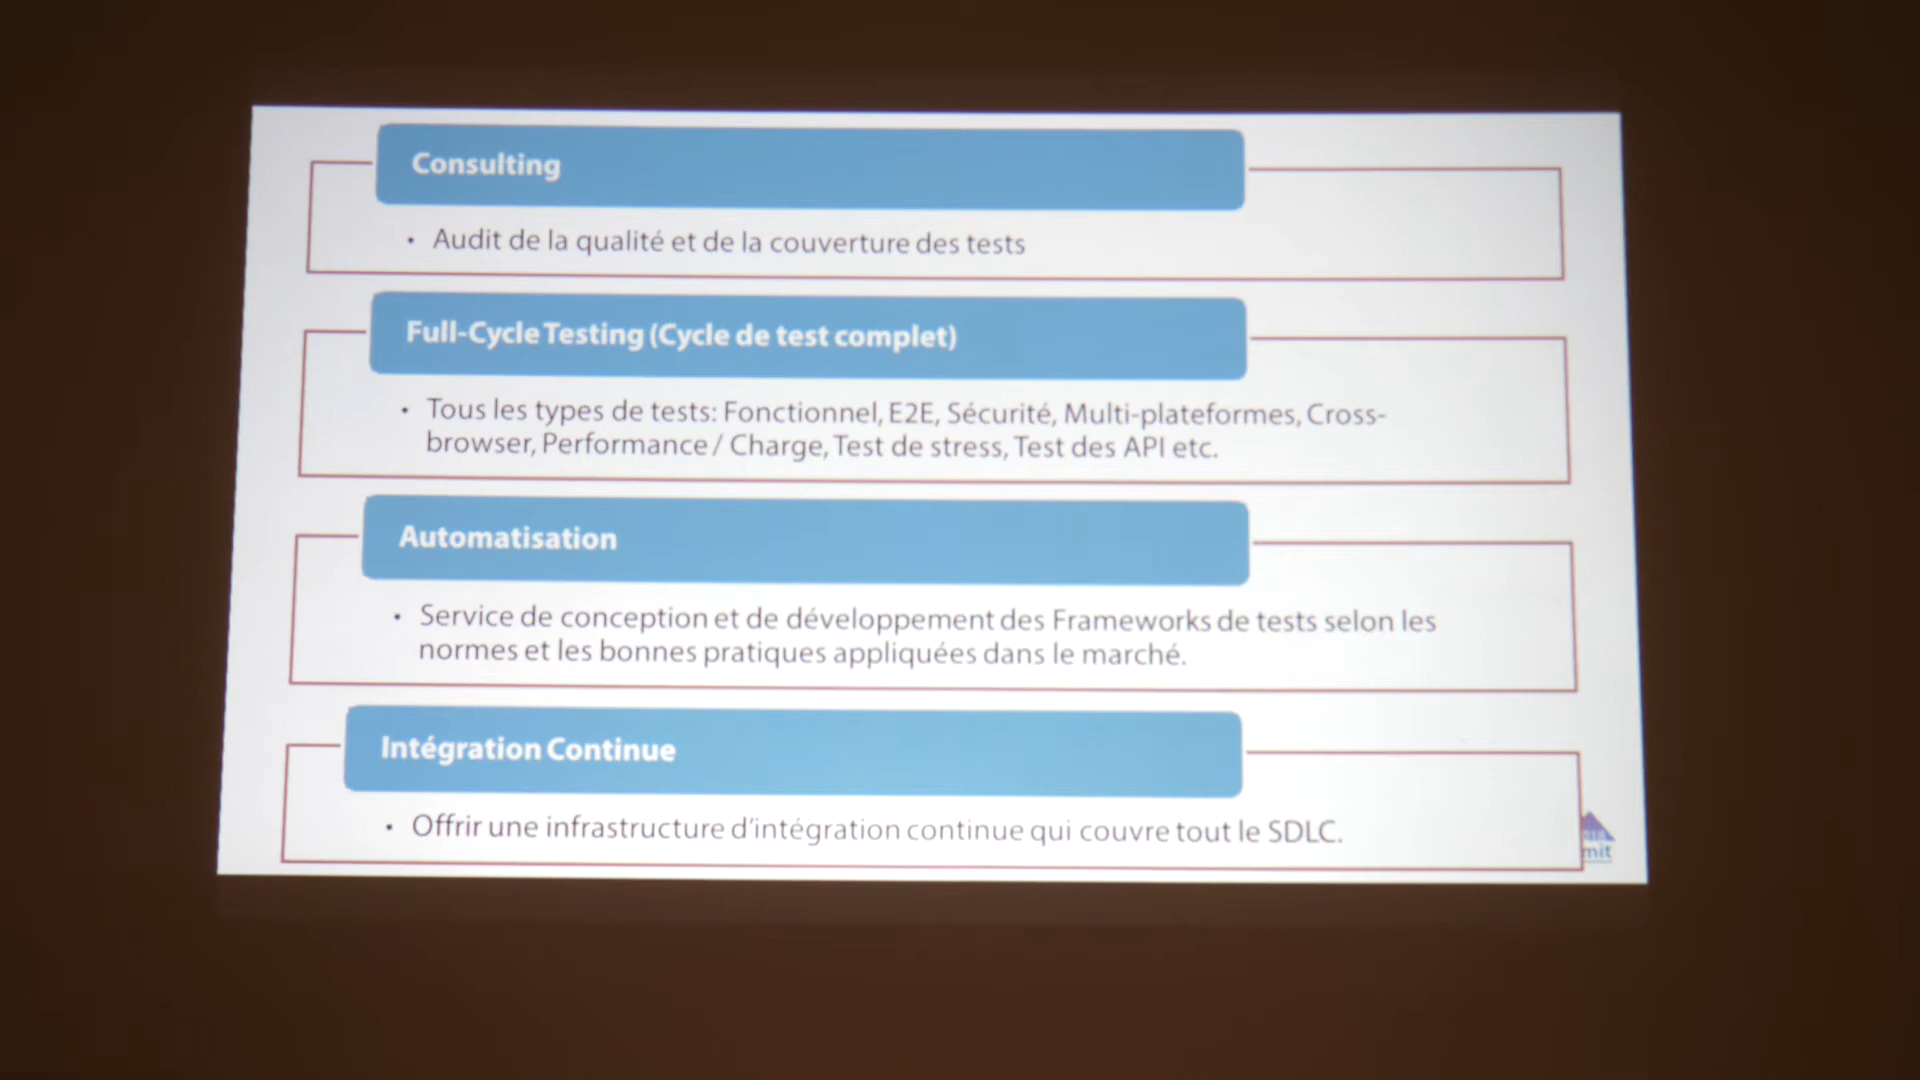 Consulting
• Audit de la qualité et de la couverture des tests
Full-Cycle Testing (Cycle de test complet)
• Tous les types de tests: Fonctionnel, E2E, Sécurité, Multi-plateformes, Cross-
browser, Performance / Charge, Test de stress, Test des API etc.
Automatisation
• Service de conception et de développement des Frameworks de tests selon les
normes et les bonnes pratiques appliquées dans le marché.
Intégration Continue
• Offrir une infrastructure d'intégration continue qui couvre tout le SDLC.
mit